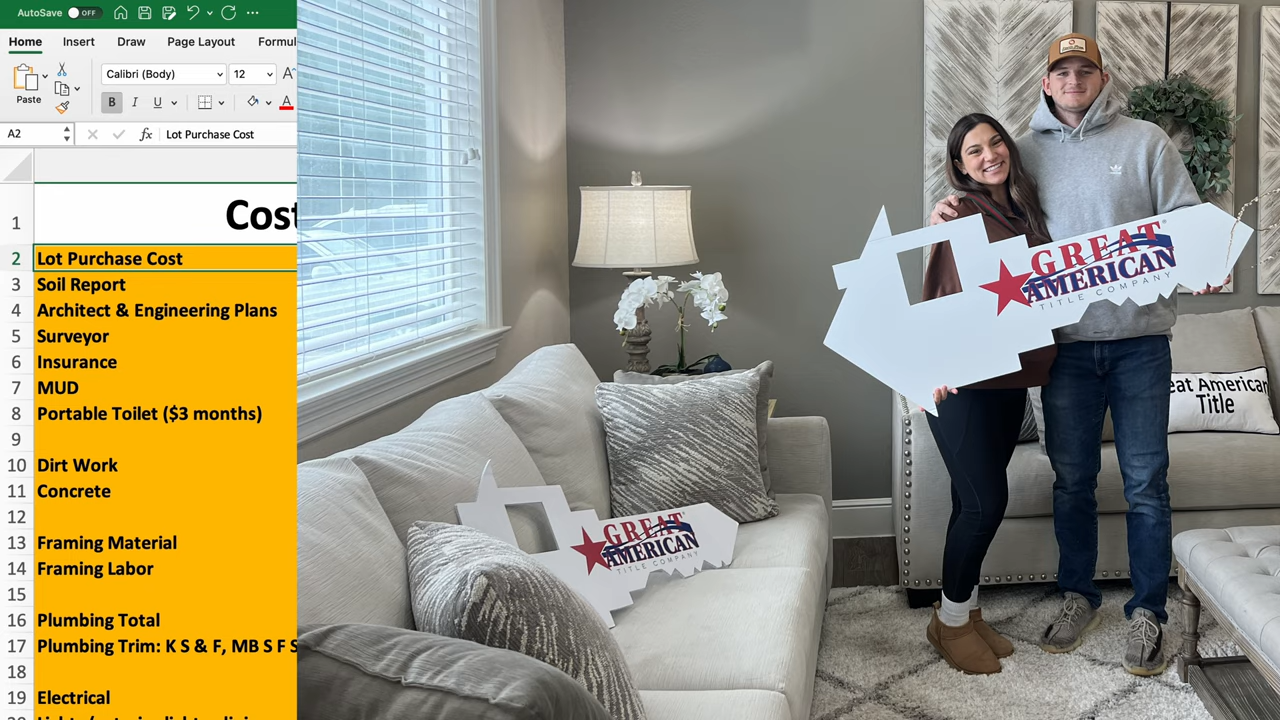 AutoSave OFF
Home Insert Draw Page Layout Formul
Paste
Calibri (Body) 12 A
B I U A
A2 fx Lot Purchase Cost
1 Cost
2 Lot Purchase Cost
3 Soil Report
4 Architect & Engineering Plans
5 Surveyor
6 Insurance
7 MUD
8 Portable Toilet ($3 months)
9
10 Dirt Work
11 Concrete
12
13 Framing Material
14 Framing Labor
15
16 Plumbing Total
17 Plumbing Trim: K S & F, MB S F S
18
19 Electrical
GREAT
AMERICAN
TITLE COMPANY
GREAT
AMERICAN
TITLE COMPANY
eat American
Title